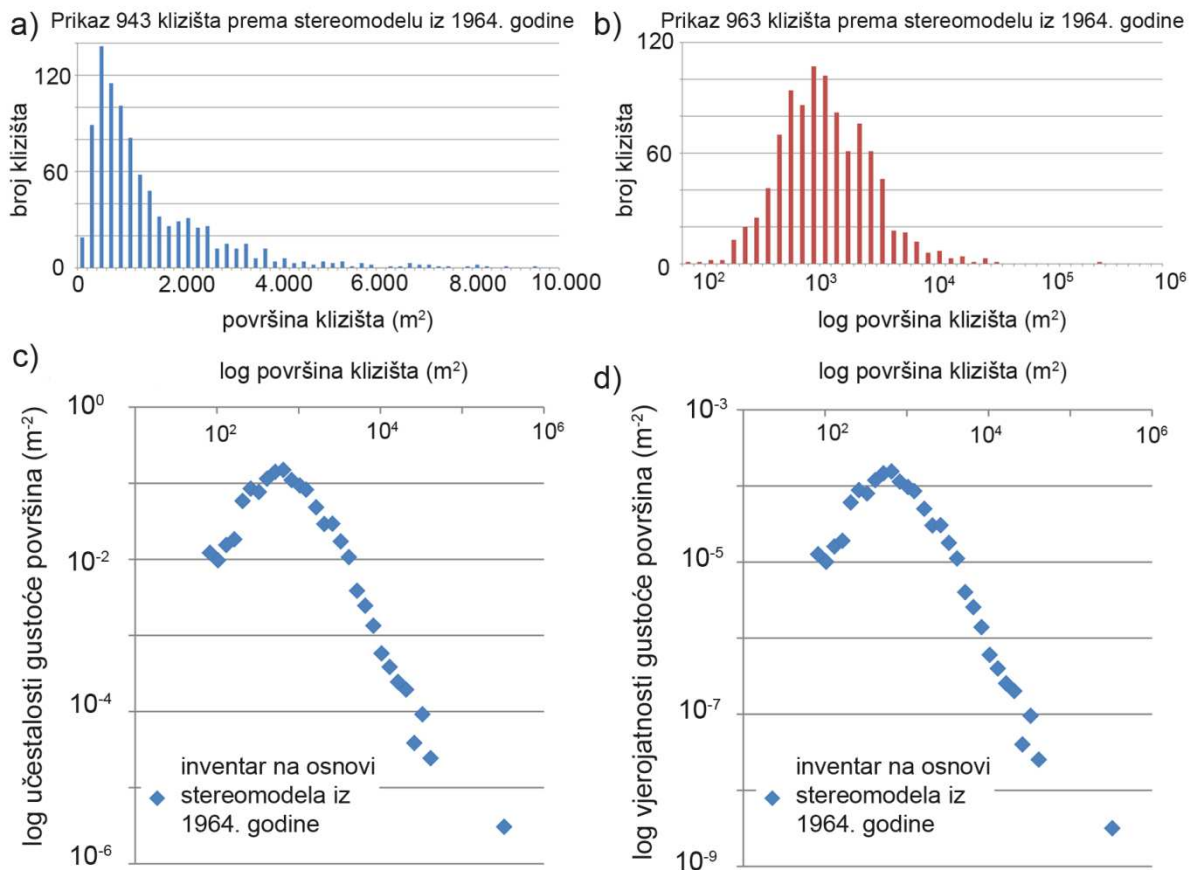 a)
Prikaz 943 klizišta prema stereomodelu iz 1964. godine
120
60
0
broj klizišta
0 2.000 4.000 6.000 8.000 10.000
površina klizišta (m²)
b)
Prikaz 963 klizišta prema stereomodelu iz 1964. godine
120
60
0
broj klizišta
10² 10³ 10⁴ 10⁵ 10⁶
log površina klizišta (m²)
c)
log površina klizišta (m²)
10⁰
10² 10⁴ 10⁶
10⁻²
10⁻⁴
10⁻⁶
log učestalosti gustoće površina (m⁻²)
inventar na osnovi
stereomodela iz
1964. godine
d)
log površina klizišta (m²)
10⁻³
10² 10⁴ 10⁶
10⁻⁵
10⁻⁷
10⁻⁹
log vjerojatnosti gustoće površina (m⁻²)
inventar na osnovi
stereomodela iz
1964. godine